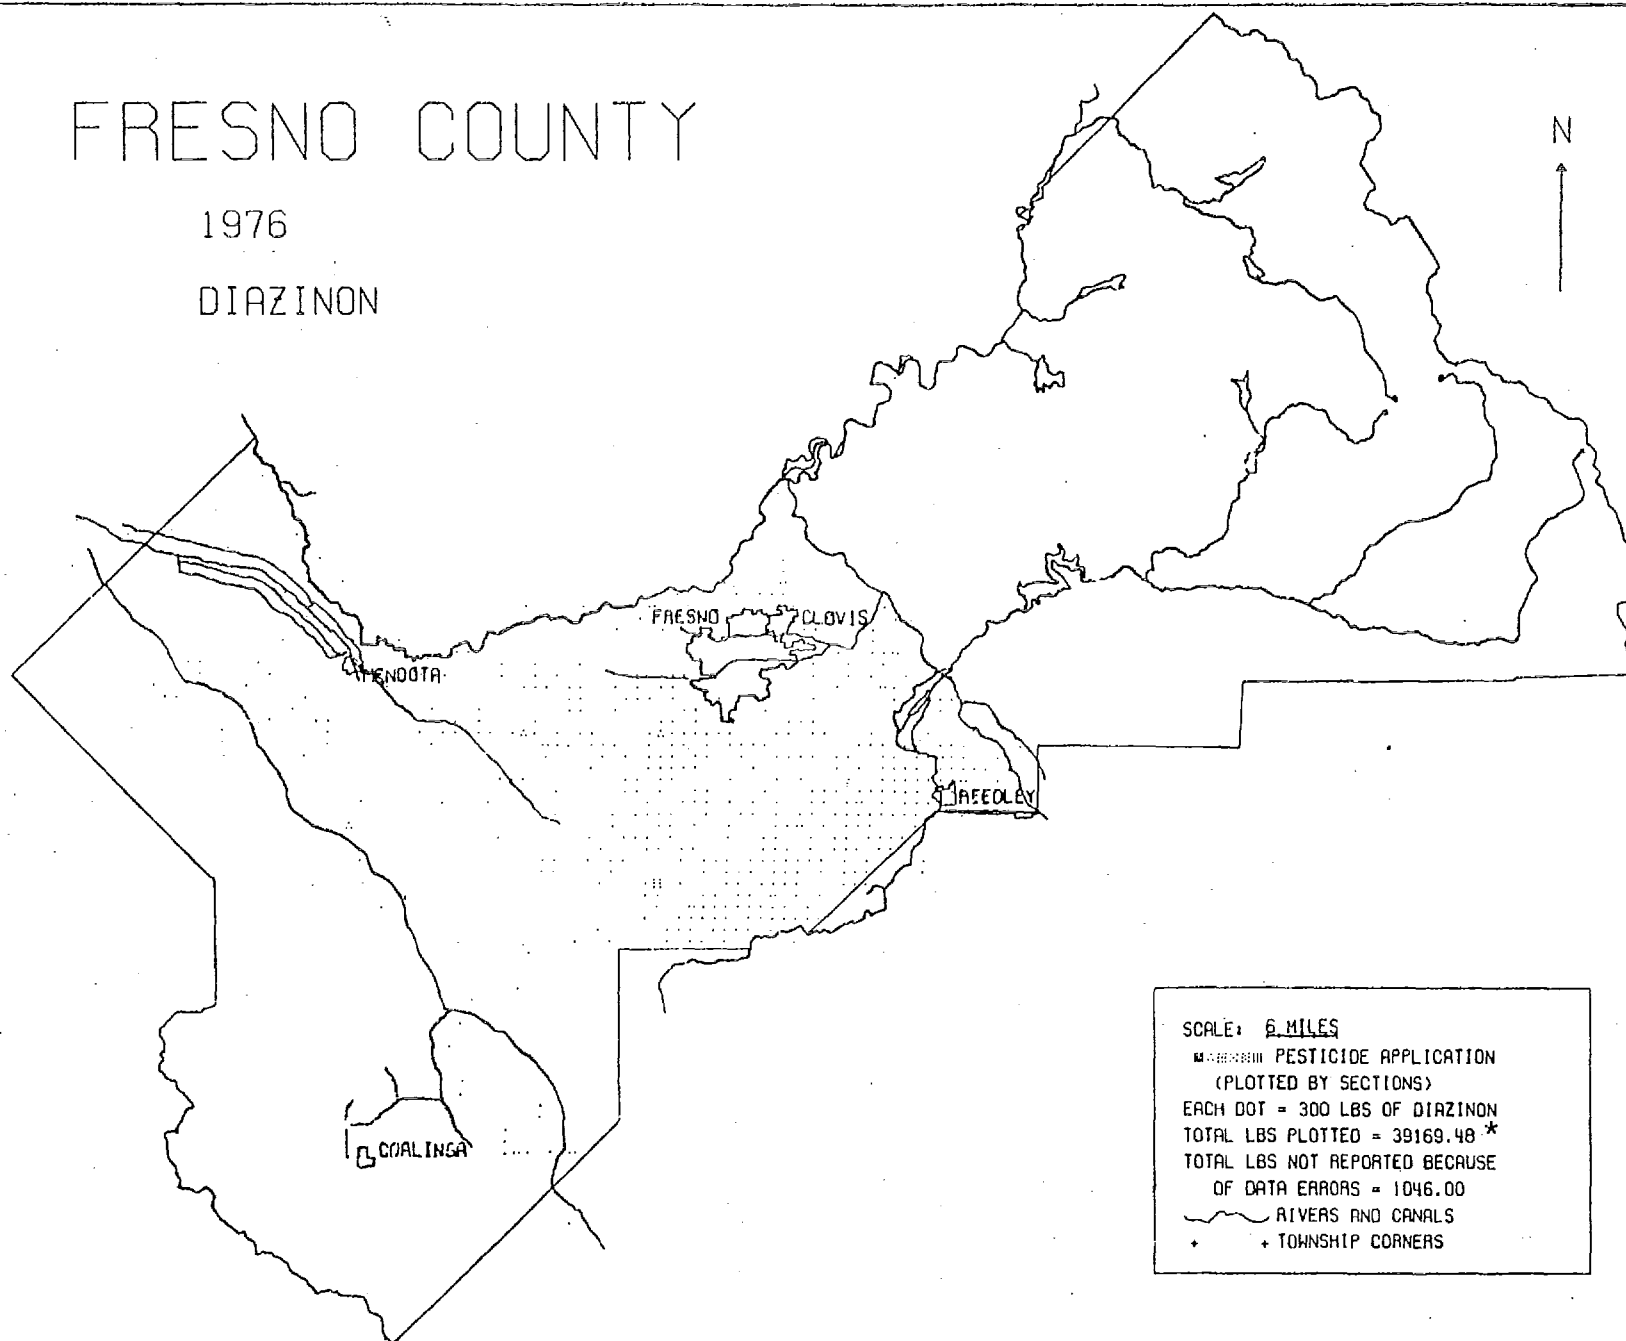 FRESNO COUNTY
1976
DIAZINON
N
FRESNO
CLOVIS
MENDOTA
REEDLEY
COALINGA
SCALE: 6 MILES
PESTICIDE APPLICATION
(PLOTTED BY SECTIONS)
EACH DOT = 300 LBS OF DIAZINON
TOTAL LBS PLOTTED = 39169.48 *
TOTAL LBS NOT REPORTED BECAUSE
OF DATA ERRORS = 1046.00
RIVERS AND CANALS
+ + TOWNSHIP CORNERS